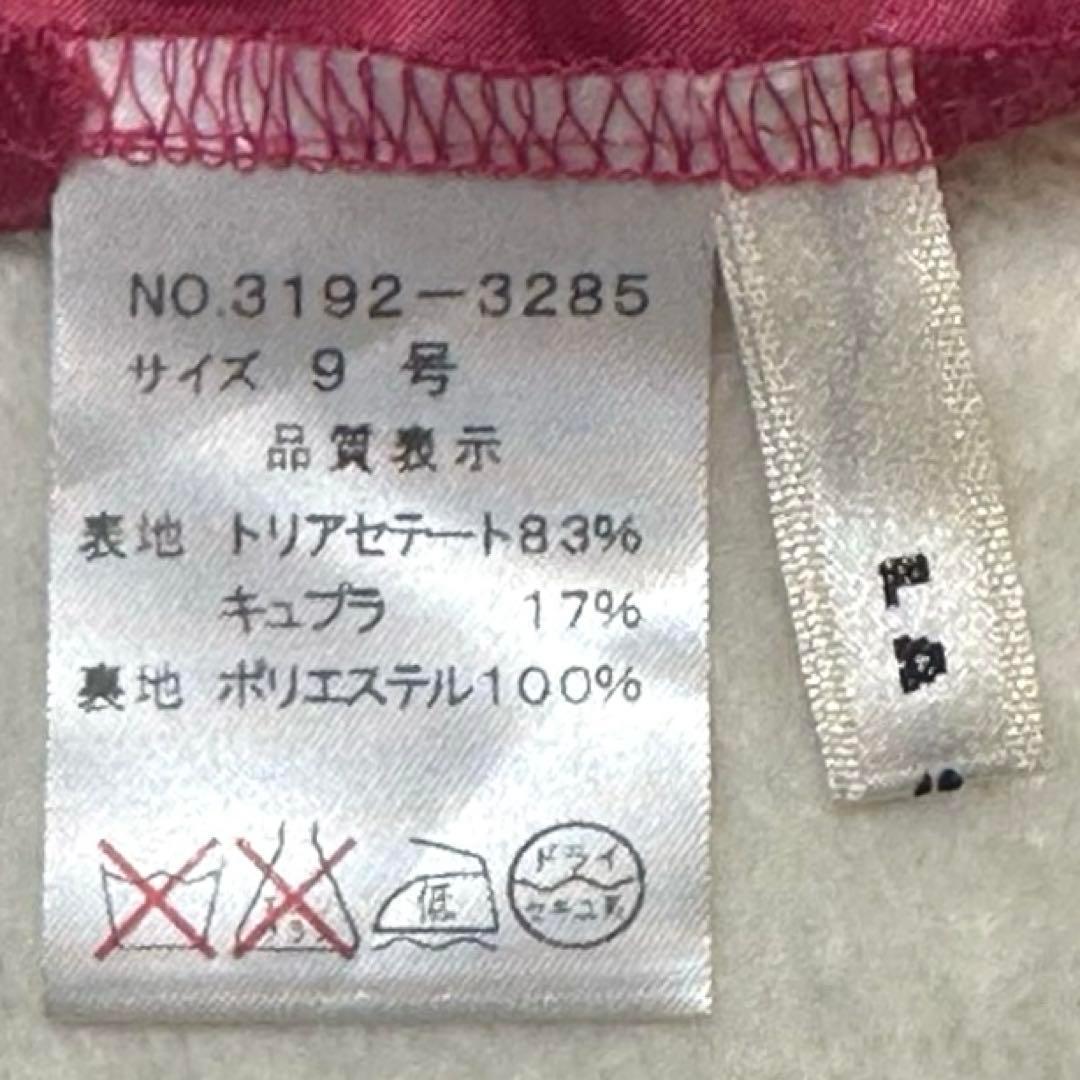 NO.3192-3285
サイズ 9 号
品質表示
表地 トリアセテート83%
キュプラ 17%
裏地 ポリエステル100%
低
ドライ
セキユ系